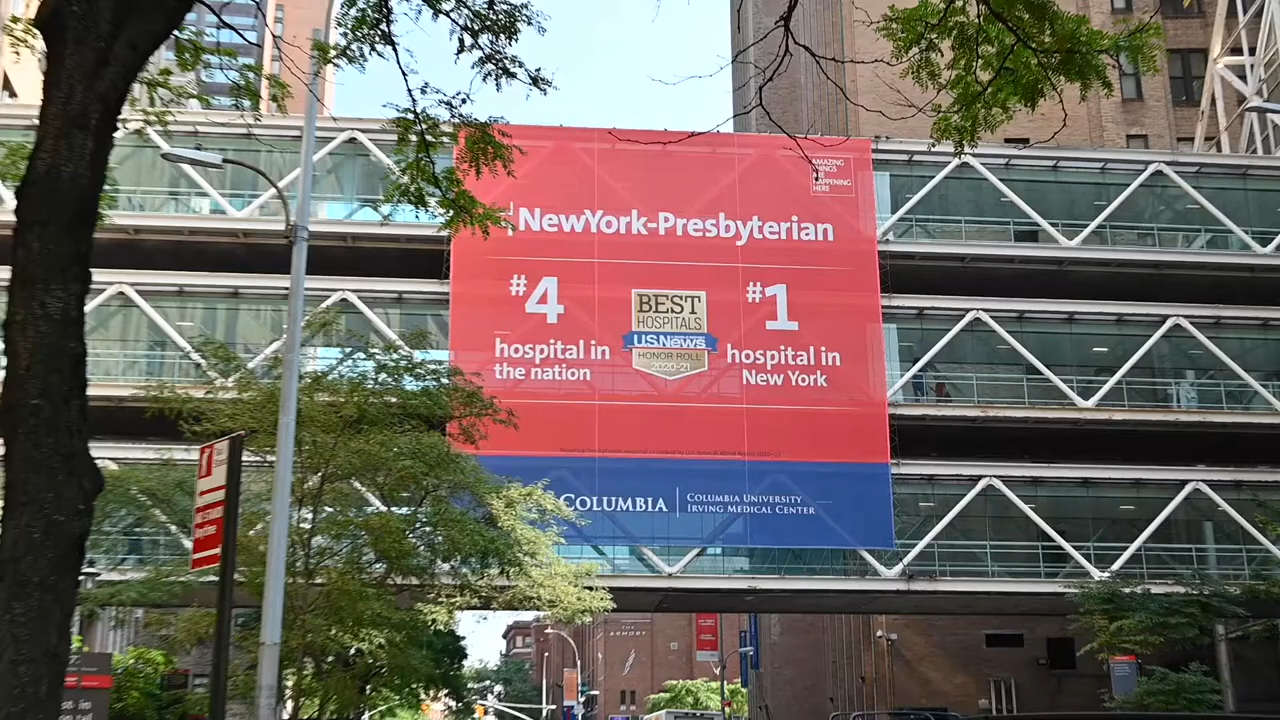 AMAZING
THINGS
ARE
HAPPENING
HERE
NewYork-Presbyterian
#4
hospital in
the nation
BEST
HOSPITALS
U.S.News
HONOR ROLL
2020-21
#1
hospital in
New York
COLUMBIA
COLUMBIA UNIVERSITY
IRVING MEDICAL CENTER
THE
ARMORY